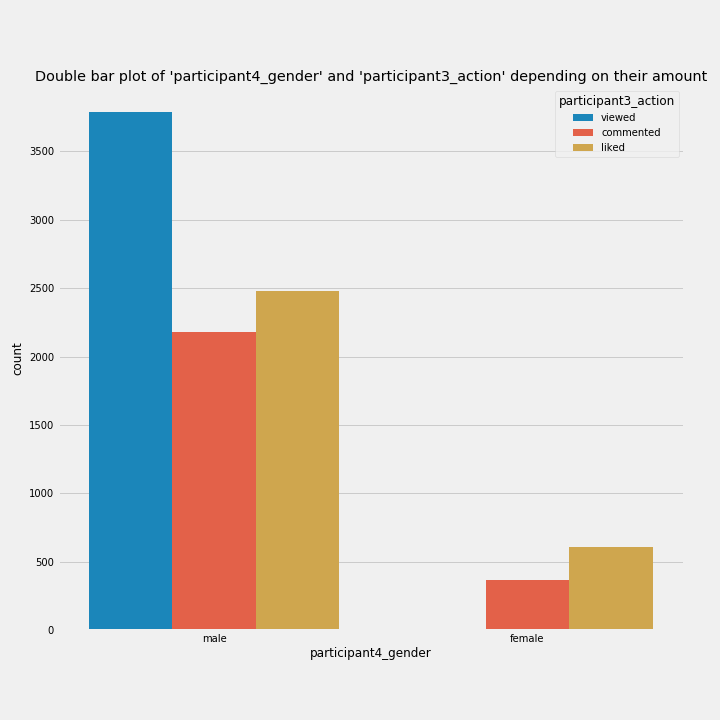 Double bar plot of 'participant4_gender' and 'participant3_action' depending on their amount
participant3_action
viewed
commented
liked
3500
3000
2500
2000
1500
1000
500
0
count
male
female
participant4_gender